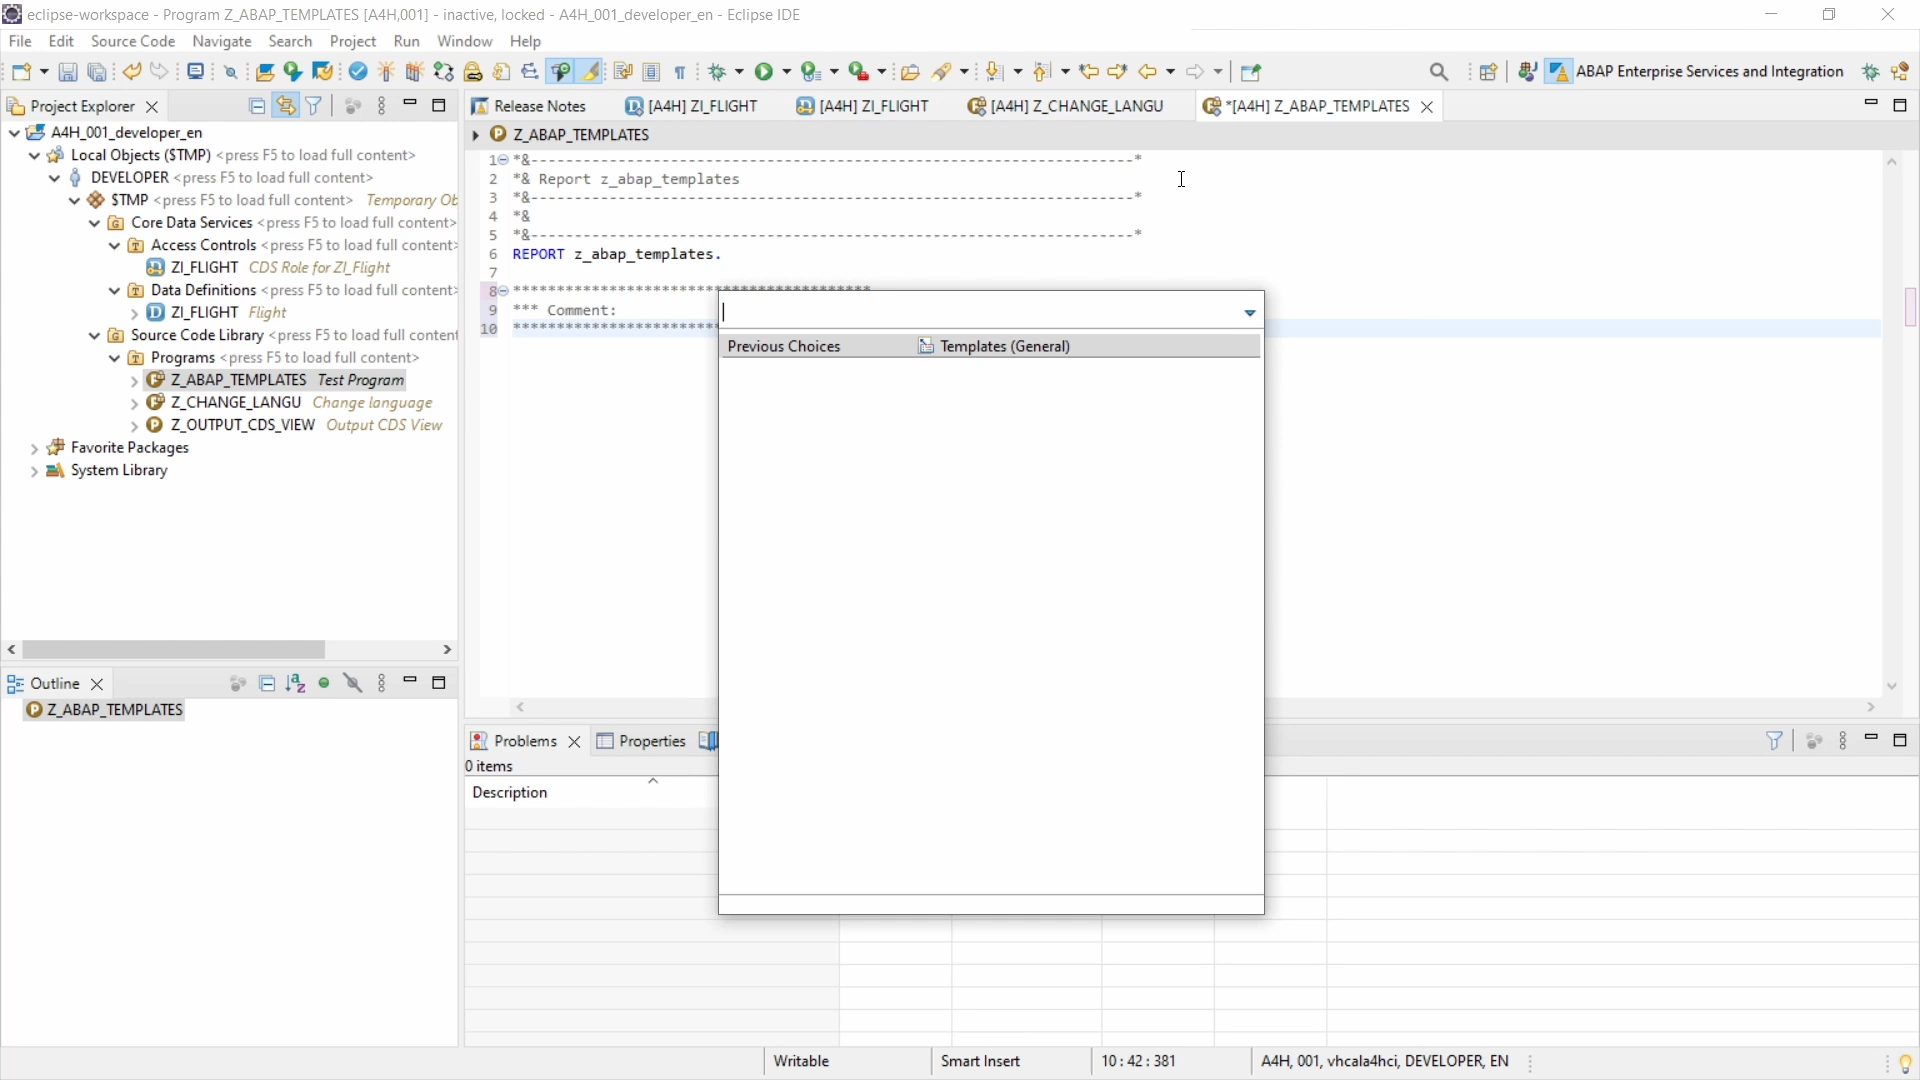 eclipse-workspace - Program Z_ABAP_TEMPLATES [A4H,001] - inactive, locked - A4H_001_developer_en - Eclipse IDE
File Edit Source Code Navigate Search Project Run Window Help
ABAP Enterprise Services and Integration
Project Explorer
Release Notes [A4H] ZI_FLIGHT [A4H] ZI_FLIGHT [A4H] Z_CHANGE_LANGU *[A4H] Z_ABAP_TEMPLATES
A4H_001_developer_en
Local Objects ($TMP) <press F5 to load full content>
DEVELOPER <press F5 to load full content>
$TMP <press F5 to load full content> Temporary Ob
Core Data Services <press F5 to load full content>
Access Controls <press F5 to load full content>
ZI_FLIGHT CDS Role for ZI_Flight
Data Definitions <press F5 to load full content>
ZI_FLIGHT Flight
Source Code Library <press F5 to load full content
Programs <press F5 to load full content>
Z_ABAP_TEMPLATES Test Program
Z_CHANGE_LANGU Change language
Z_OUTPUT_CDS_VIEW Output CDS View
Favorite Packages
System Library
Z_ABAP_TEMPLATES
1 *&---------------------------------------------------------------------*
2 *& Report z_abap_templates
3 *&---------------------------------------------------------------------*
4 *&
5 *&---------------------------------------------------------------------*
6 REPORT z_abap_templates.
7
8 *****************************************
9 *** Comment:
10 ************************
Previous Choices Templates (General)
Outline
Z_ABAP_TEMPLATES
Problems Properties
0 items
Description
Writable Smart Insert 10 : 42 : 381 A4H, 001, vhcala4hci, DEVELOPER, EN